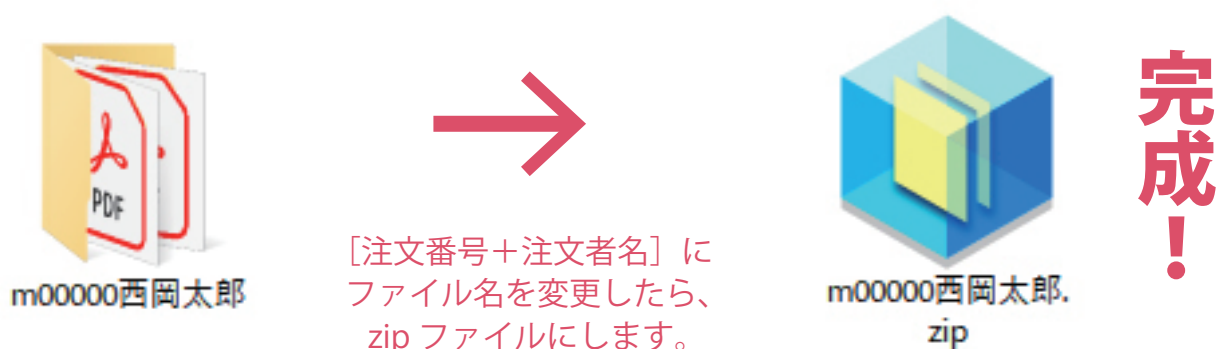 PDF
m00000西岡太郎
［注文番号＋注文者名］に
ファイル名を変更したら、
zip ファイルにします。
m00000西岡太郎.
zip
完成！